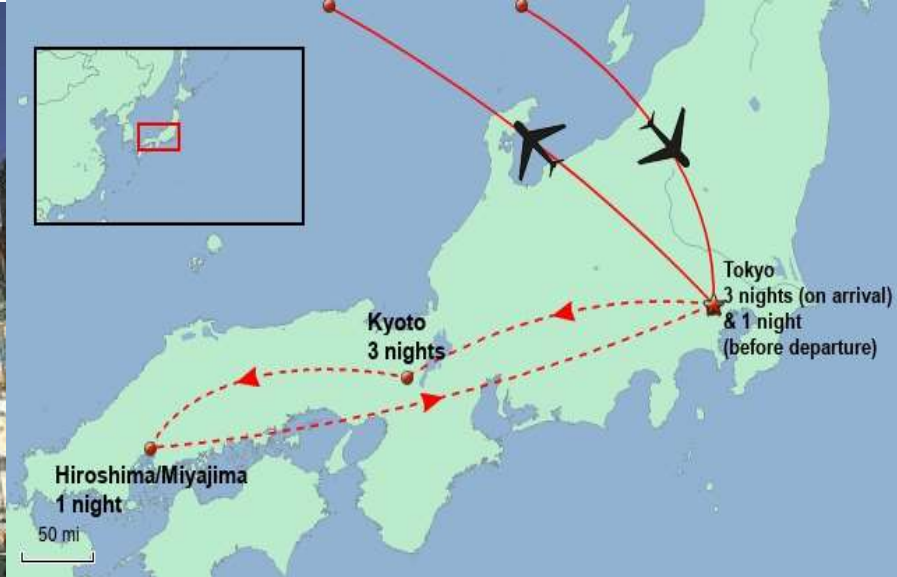 Tokyo
3 nights (on arrival)
& 1 night
(before departure)
Kyoto
3 nights
Hiroshima/Miyajima
1 night
50 mi